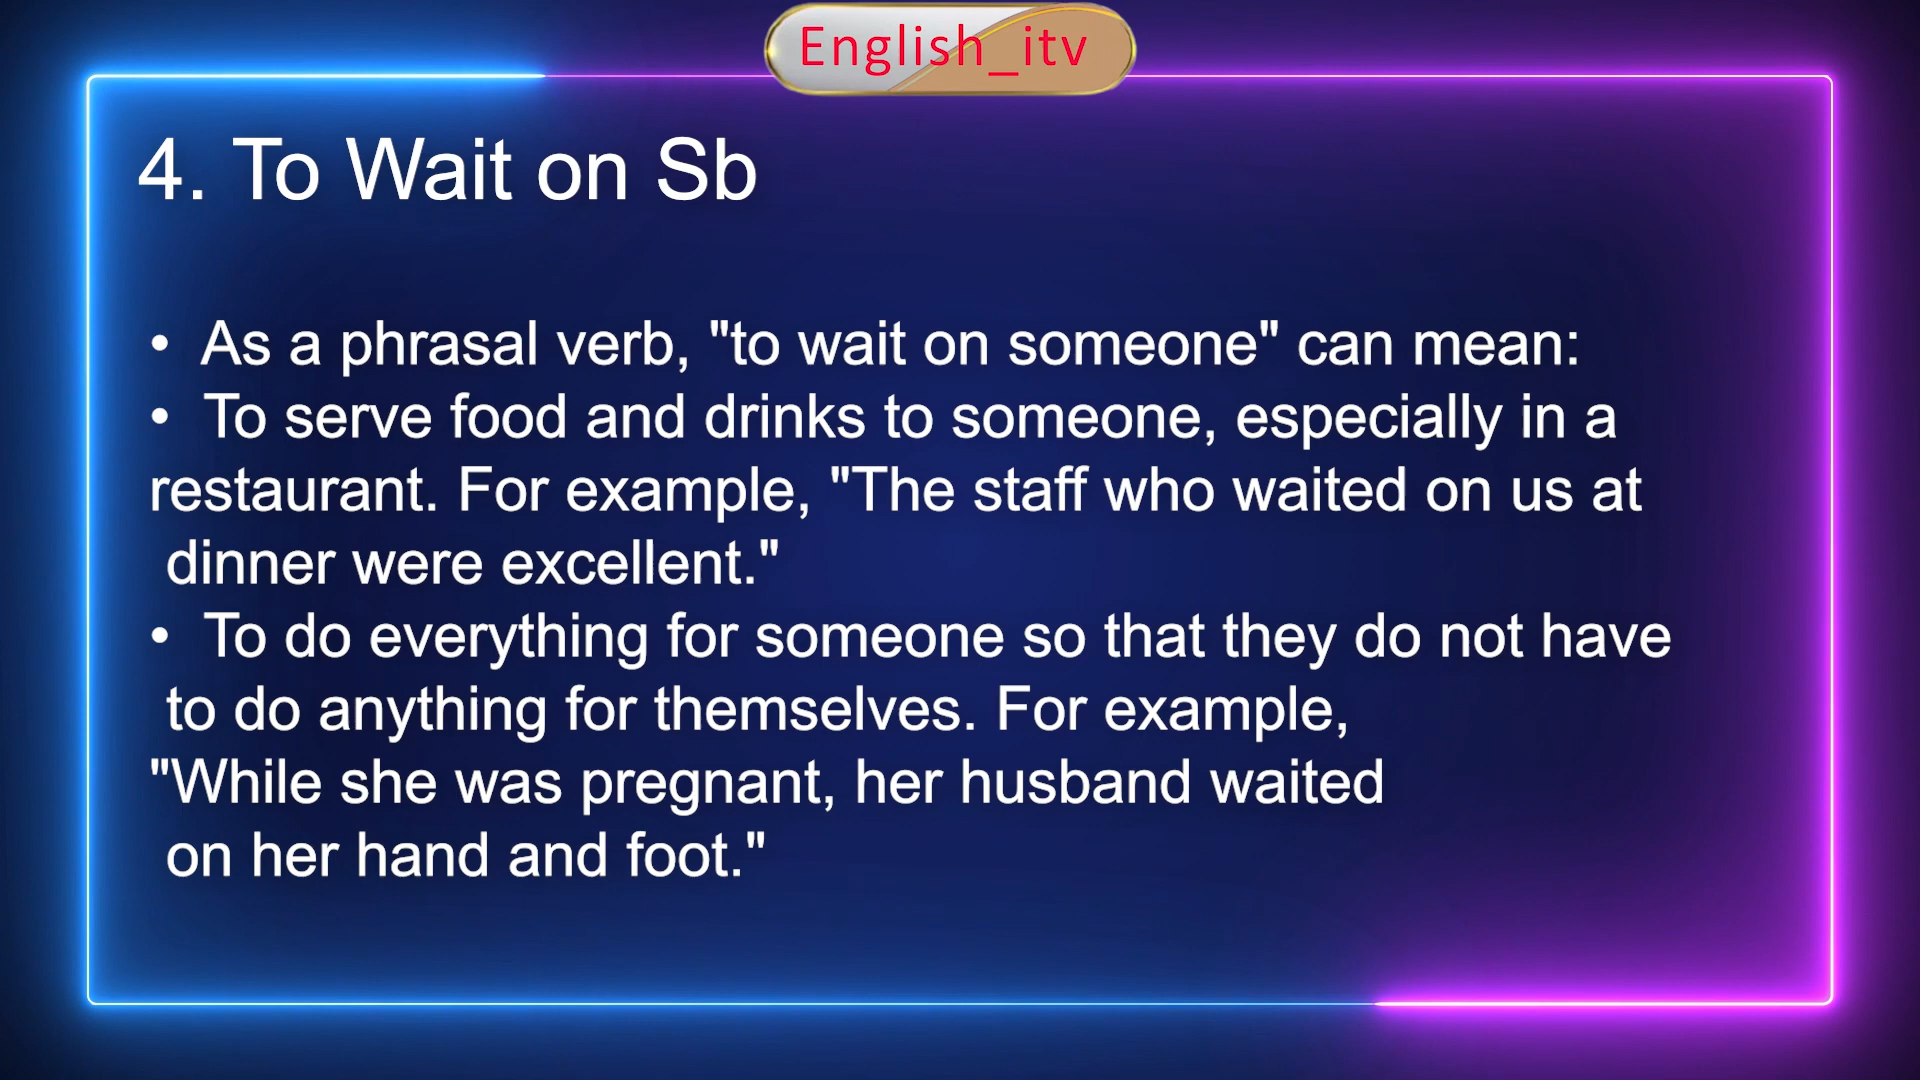 English_itv
4. To Wait on Sb
• As a phrasal verb, "to wait on someone" can mean:
• To serve food and drinks to someone, especially in a
restaurant. For example, "The staff who waited on us at
dinner were excellent."
• To do everything for someone so that they do not have
to do anything for themselves. For example,
"While she was pregnant, her husband waited
on her hand and foot."